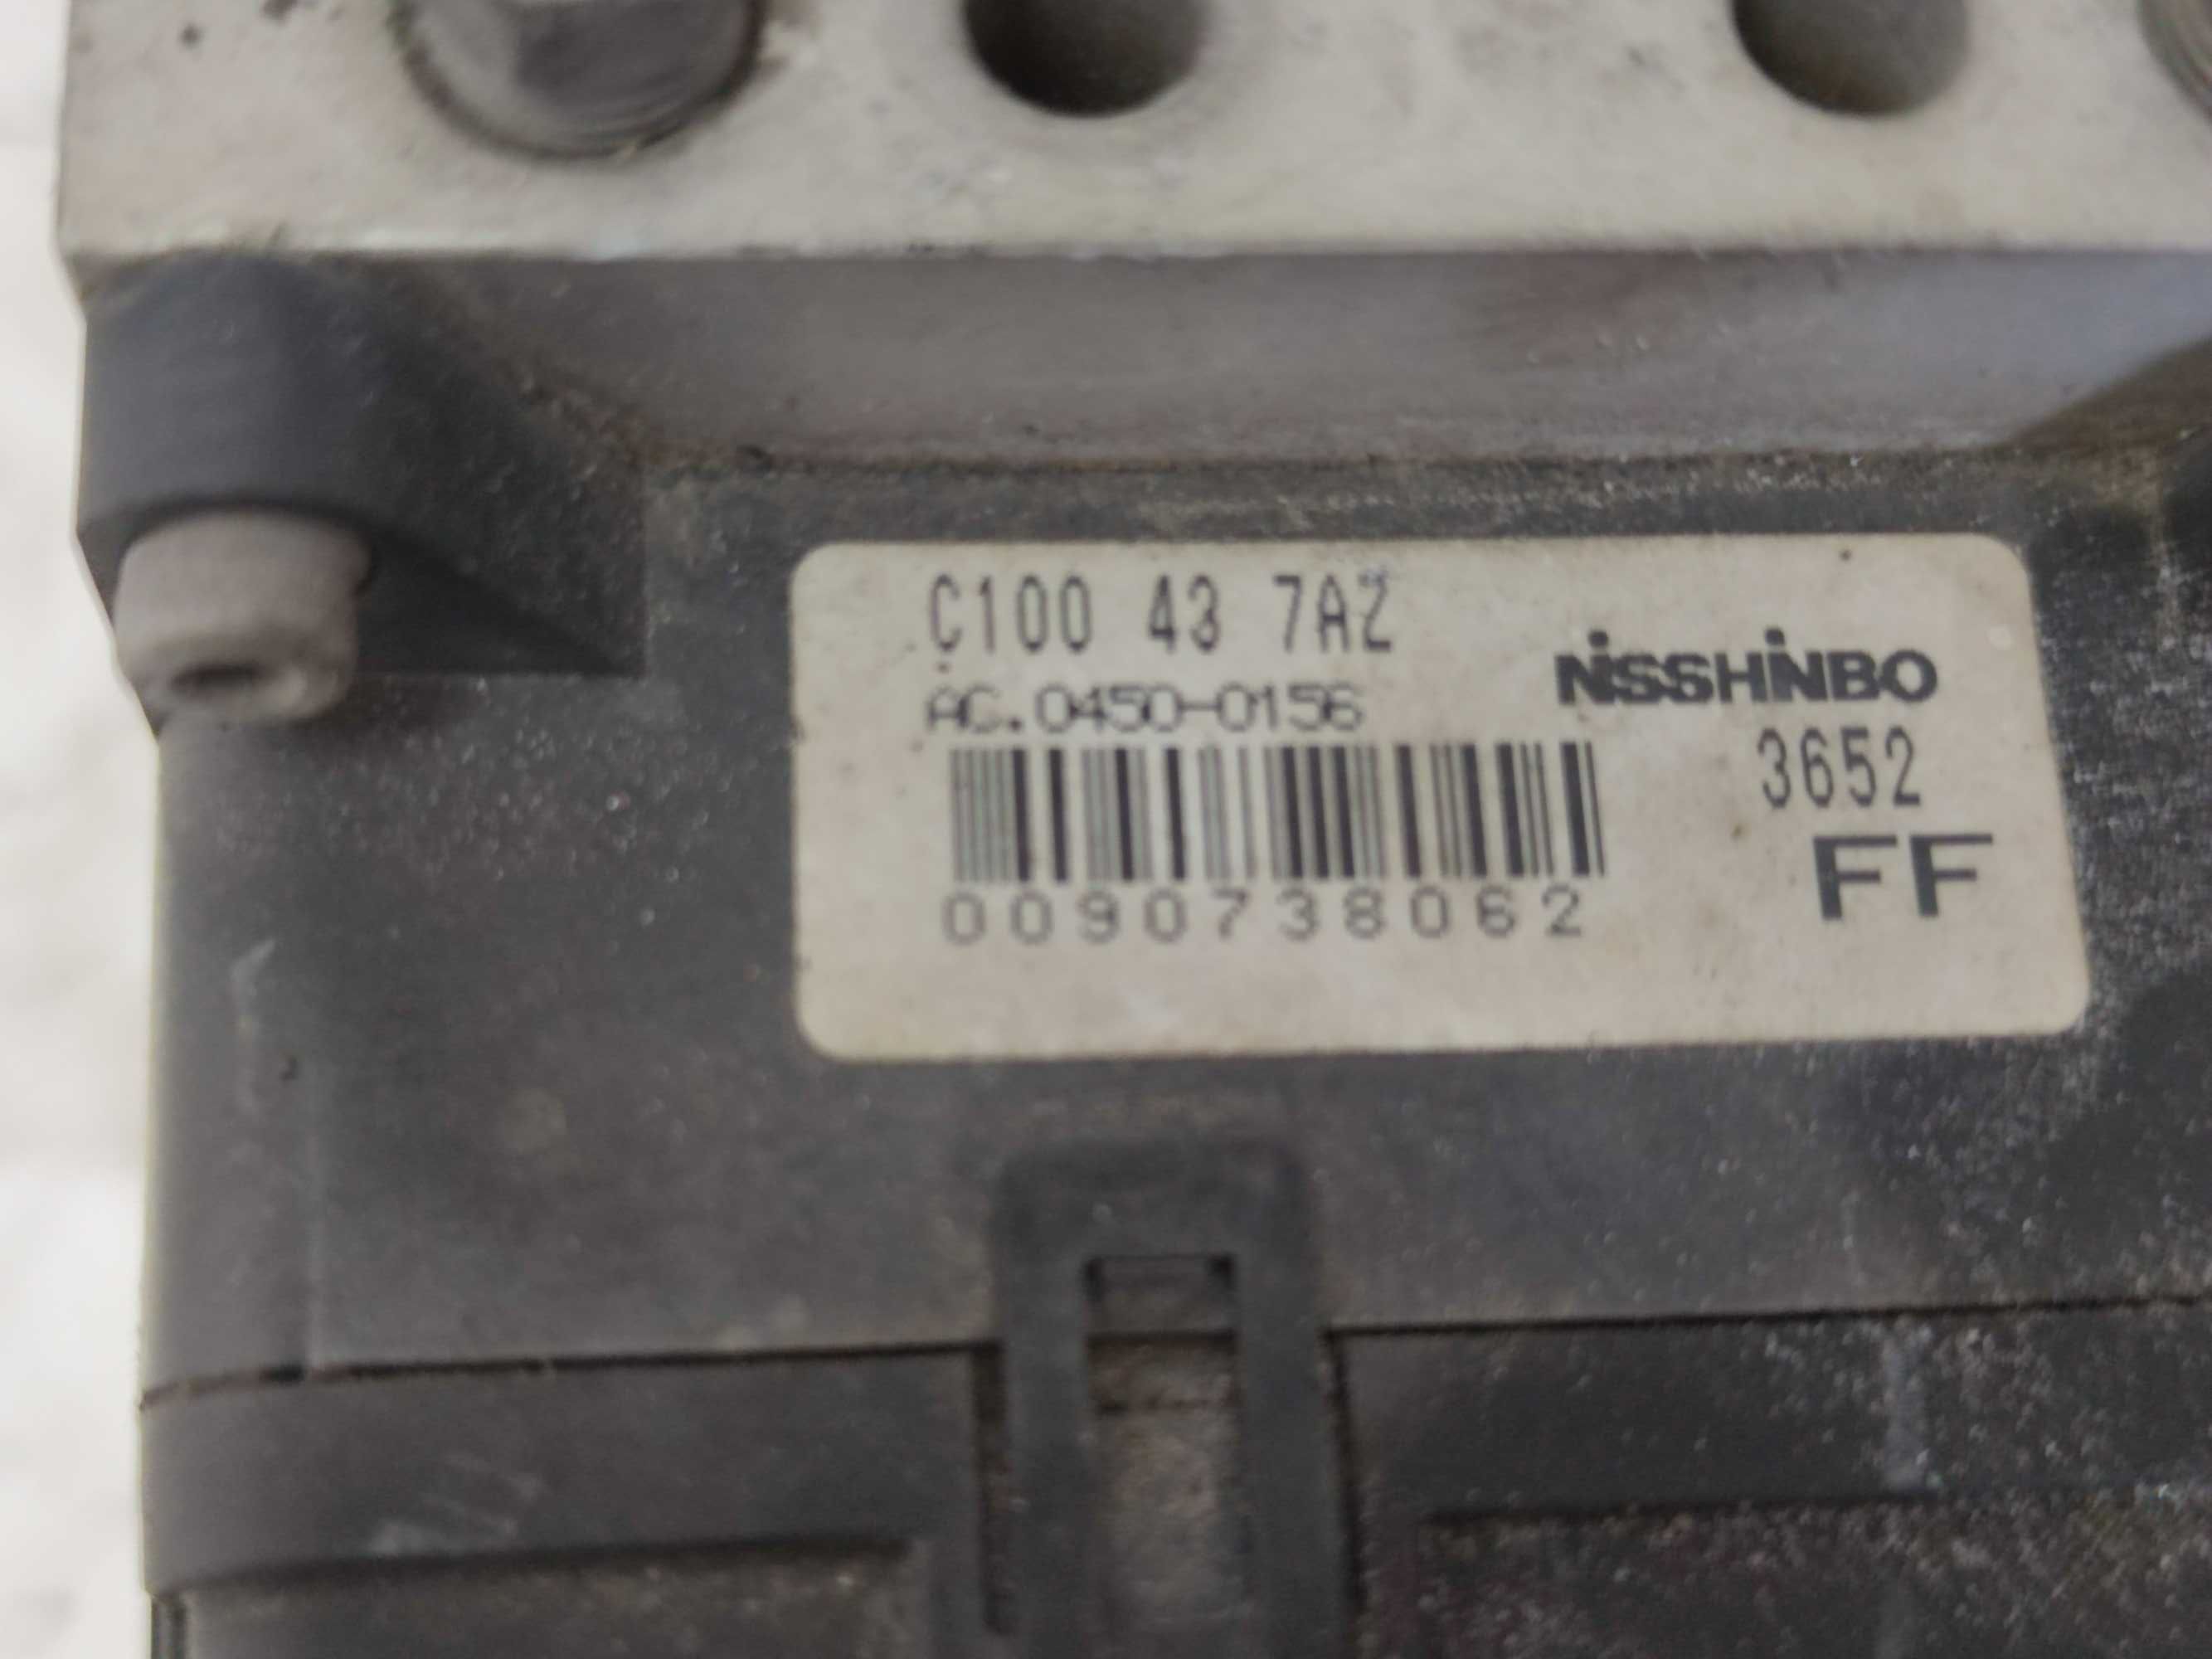 C100 43 7AZ
NISSHINBO
AC.0450-0156
3652
FF
0090738062